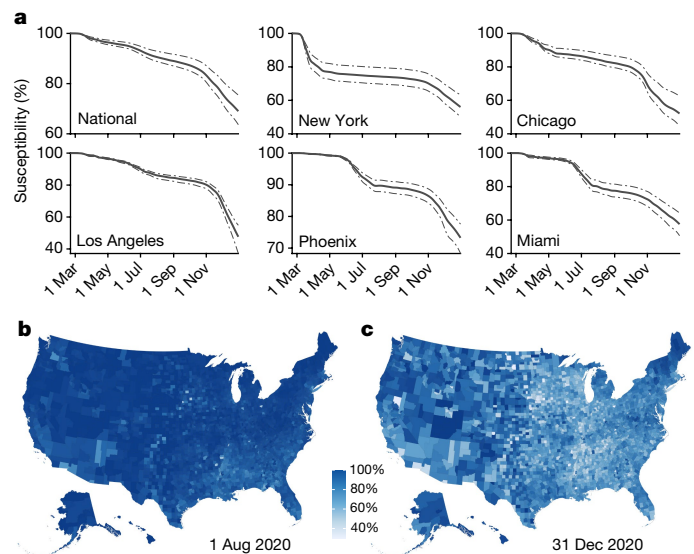 a
Susceptibility (%)
100
80
60
National
100
80
60
40
New York
100
80
60
40
Chicago
100
80
60
40
Los Angeles
1 Mar
1 May
1 Jul
1 Sep
1 Nov
100
90
80
70
Phoenix
1 Mar
1 May
1 Jul
1 Sep
1 Nov
100
80
60
40
Miami
1 Mar
1 May
1 Jul
1 Sep
1 Nov
b
1 Aug 2020
100%
80%
60%
40%
c
31 Dec 2020